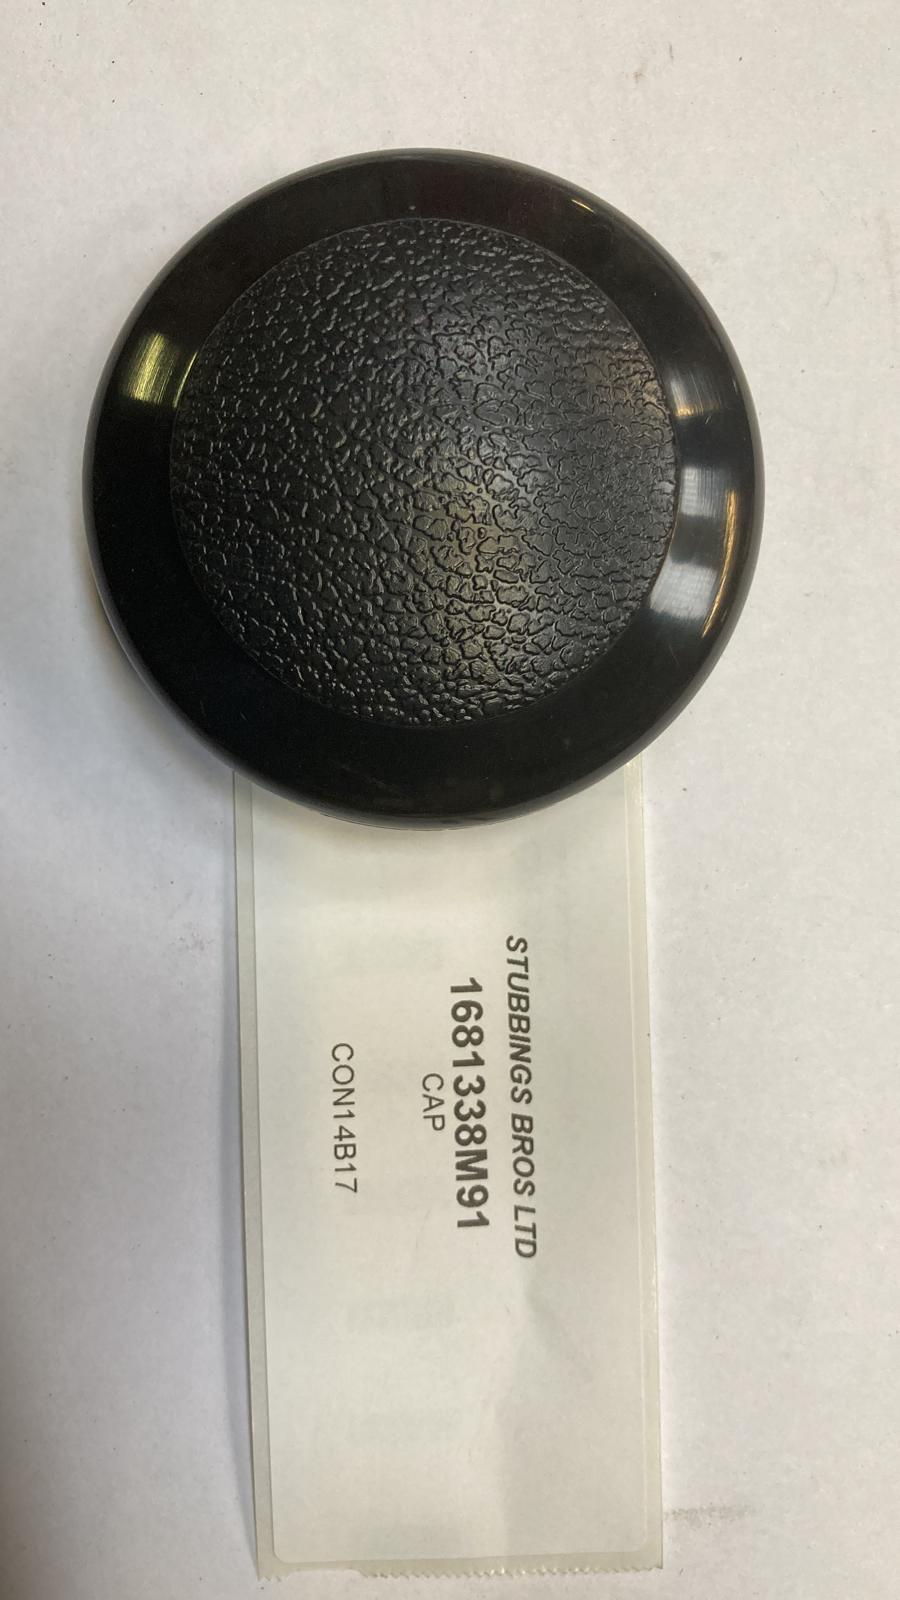 STUBBINGS BROS LTD
1681338M91
CAP
CON14B17